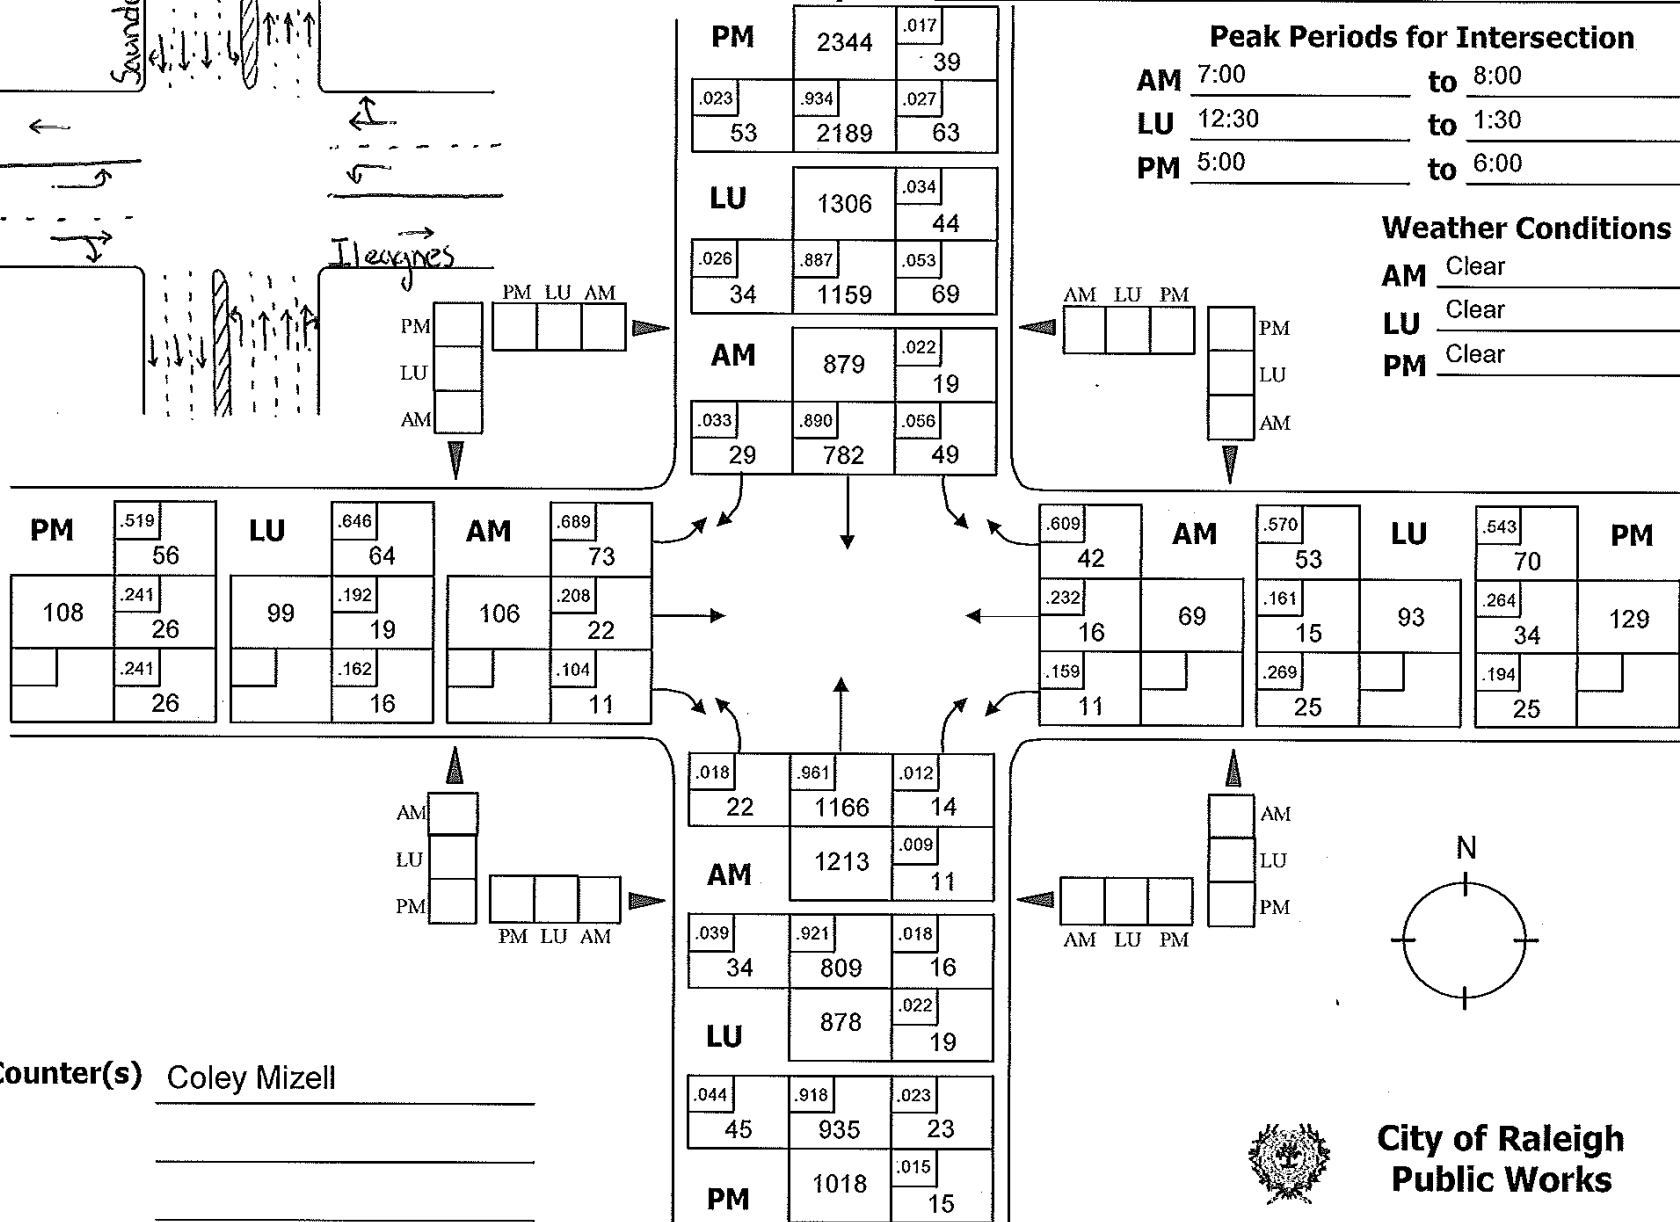 Saunde
PM
2344
.017
39
.023
53
.934
2189
.027
63
LU
1306
.034
44
.026
34
.887
1159
.053
69
AM
879
.022
19
.033
29
.890
782
.056
49
Peak Periods for Intersection
AM 7:00 to 8:00
LU 12:30 to 1:30
PM 5:00 to 6:00
Weather Conditions
AM Clear
LU Clear
PM Clear
PM LU AM
PM
LU
AM
AM LU PM
PM
LU
AM
PM
.519
56
108
.241
26
.241
26
LU
.646
64
99
.192
19
.162
16
AM
.689
73
106
.208
22
.104
11
.609
42
AM
.232
16
69
.159
11
.570
53
LU
.161
15
93
.269
25
.543
70
PM
.264
34
129
.194
25
AM
LU
PM
PM LU AM
.018
22
.961
1166
.012
14
AM
1213
.009
11
.039
34
.921
809
.018
16
LU
878
.022
19
.044
45
.918
935
.023
23
PM
1018
.015
15
AM
LU
PM
AM LU PM
N
Counter(s) Coley Mizell
City of Raleigh
Public Works